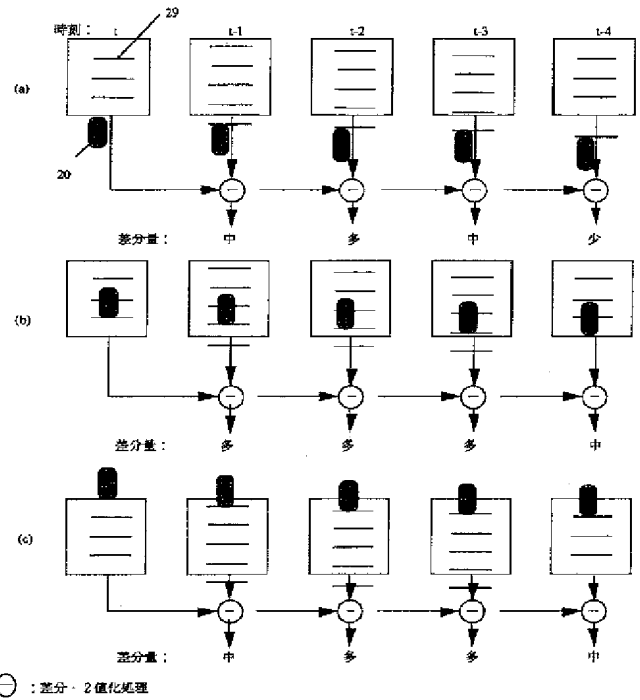 29
時刻： t t-1 t-2 t-3 t-4
(a)
20
差分量： 中 多 中 少
(b)
差分量： 多 多 多 中
(c)
差分量： 中 多 多 中
：差分・２値化処理